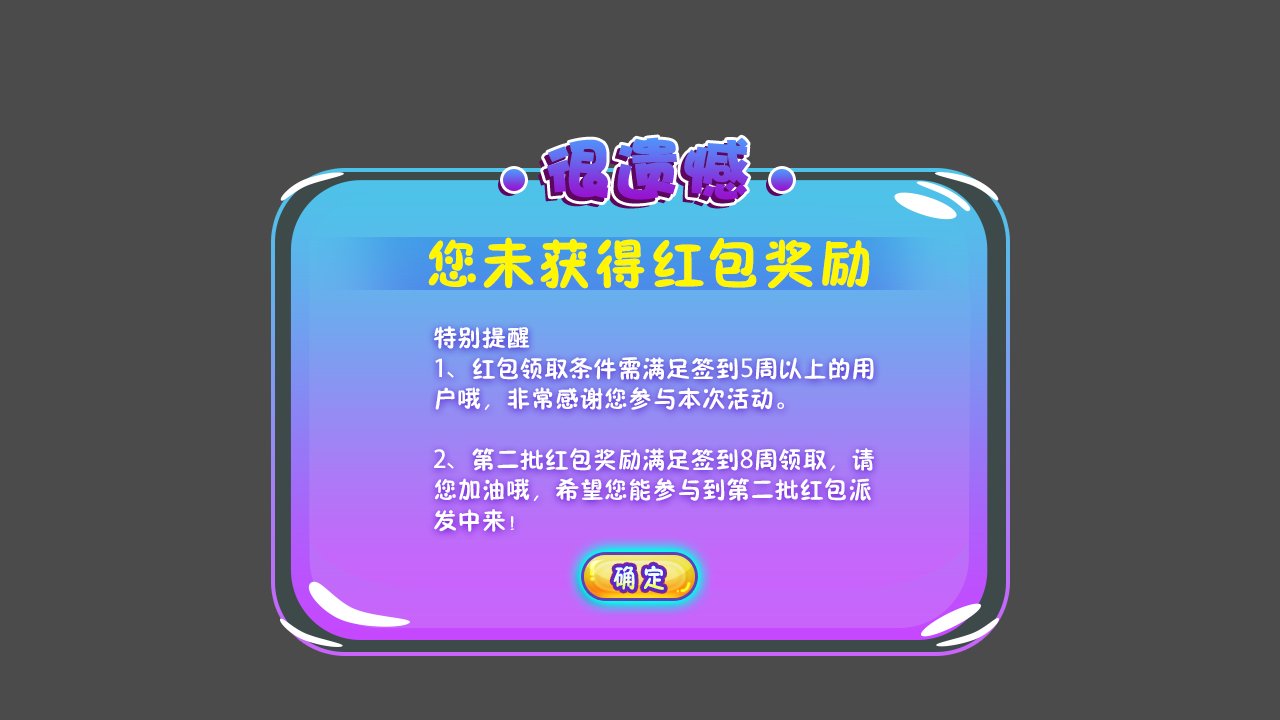 很遗憾
您未获得红包奖励
特别提醒
1、红包领取条件需满足签到5周以上的用
户哦，非常感谢您参与本次活动。
2、第二批红包奖励满足签到8周领取，请
您加油哦，希望您能参与到第二批红包派
发中来！
确定